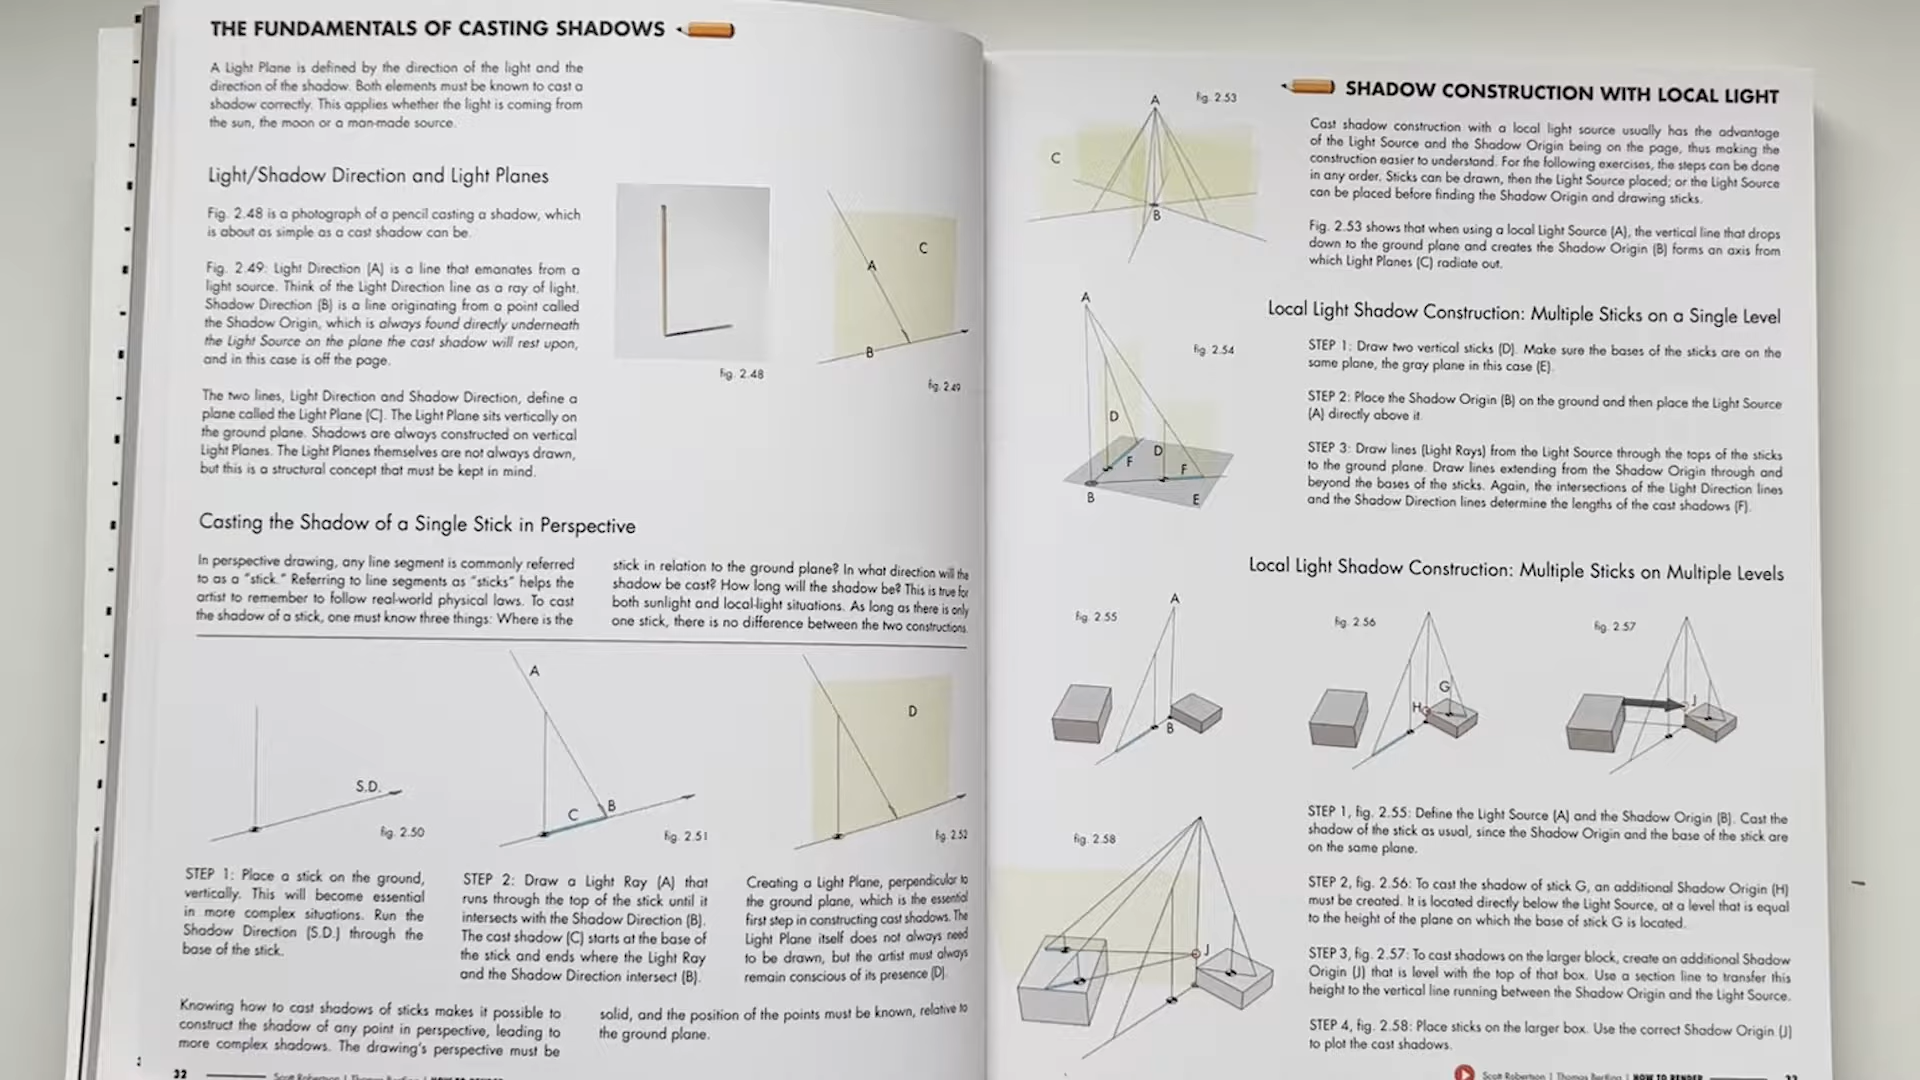 THE FUNDAMENTALS OF CASTING SHADOWS
A Light Plane is defined by the direction of the light and the
direction of the shadow. Both elements must be known to cast a
shadow correctly. This applies whether the light is coming from
the sun, the moon or a man-made source.
Light/Shadow Direction and Light Planes
Fig. 2.48 is a photograph of a pencil casting a shadow, which
is about as simple as a cast shadow can be.
Fig. 2.49: Light Direction (A) is a line that emanates from a
light source. Think of the Light Direction line as a ray of light.
Shadow Direction (B) is a line originating from a point called
the Shadow Origin, which is always found directly underneath
the Light Source on the plane the cast shadow will rest upon,
and in this case is off the page.
The two lines, Light Direction and Shadow Direction, define a
plane called the Light Plane (C). The Light Plane sits vertically on
the ground plane. Shadows are always constructed on vertical
Light Planes. The Light Planes themselves are not always drawn,
but this is a structural concept that must be kept in mind.
fig. 2.48
A
C
B
fig. 2.49
Casting the Shadow of a Single Stick in Perspective
In perspective drawing, any line segment is commonly referred
to as a "stick." Referring to line segments as "sticks" helps the
artist to remember to follow real-world physical laws. To cast
the shadow of a stick, one must know three things: Where is the
stick in relation to the ground plane? In what direction will the
shadow be cast? How long will the shadow be? This is true for
both sunlight and local-light situations. As long as there is only
one stick, there is no difference between the two constructions.
S.D.
fig. 2.50
A
C
B
fig. 2.51
D
fig. 2.52
STEP 1: Place a stick on the ground,
vertically. This will become essential
in more complex situations. Run the
Shadow Direction (S.D.) through the
base of the stick.
STEP 2: Draw a Light Ray (A) that
runs through the top of the stick until it
intersects with the Shadow Direction (B).
The cast shadow (C) starts at the base of
the stick and ends where the Light Ray
and the Shadow Direction intersect (B).
Creating a Light Plane, perpendicular to
the ground plane, which is the essential
first step in constructing cast shadows. The
Light Plane itself does not always need
to be drawn, but the artist must always
remain conscious of its presence (D).
Knowing how to cast shadows of sticks makes it possible to
construct the shadow of any point in perspective, leading to
more complex shadows. The drawing's perspective must be
solid, and the position of the points must be known, relative to
the ground plane.
32
Scott Robertson | Thomas Bertling | HOW TO RENDER
SHADOW CONSTRUCTION WITH LOCAL LIGHT
A
fig. 2.53
C
B
Cast shadow construction with a local light source usually has the advantage
of the Light Source and the Shadow Origin being on the page, thus making the
construction easier to understand. For the following exercises, the steps can be done
in any order. Sticks can be drawn, then the Light Source placed; or the Light Source
can be placed before finding the Shadow Origin and drawing sticks.
Fig. 2.53 shows that when using a local Light Source (A), the vertical line that drops
down to the ground plane and creates the Shadow Origin (B) forms an axis from
which Light Planes (C) radiate out.
Local Light Shadow Construction: Multiple Sticks on a Single Level
A
fig. 2.54
D
D
F
F
B
E
STEP 1: Draw two vertical sticks (D). Make sure the bases of the sticks are on the
same plane, the gray plane in this case (E).
STEP 2: Place the Shadow Origin (B) on the ground and then place the Light Source
(A) directly above it.
STEP 3: Draw lines (Light Rays) from the Light Source through the tops of the sticks
to the ground plane. Draw lines extending from the Shadow Origin through and
beyond the bases of the sticks. Again, the intersections of the Light Direction lines
and the Shadow Direction lines determine the lengths of the cast shadows (F).
Local Light Shadow Construction: Multiple Sticks on Multiple Levels
fig. 2.55
A
B
fig. 2.56
G
H
fig. 2.57
J
fig. 2.58
J
STEP 1, fig. 2.55: Define the Light Source (A) and the Shadow Origin (B). Cast the
shadow of the stick as usual, since the Shadow Origin and the base of the stick are
on the same plane.
STEP 2, fig. 2.56: To cast the shadow of stick G, an additional Shadow Origin (H)
must be created. It is located directly below the Light Source, at a level that is equal
to the height of the plane on which the base of stick G is located.
STEP 3, fig. 2.57: To cast shadows on the larger block, create an additional Shadow
Origin (J) that is level with the top of that box. Use a section line to transfer this
height to the vertical line running between the Shadow Origin and the Light Source.
STEP 4, fig. 2.58: Place sticks on the larger box. Use the correct Shadow Origin (J)
to plot the cast shadows.
Scott Robertson | Thomas Bertling | HOW TO RENDER
33